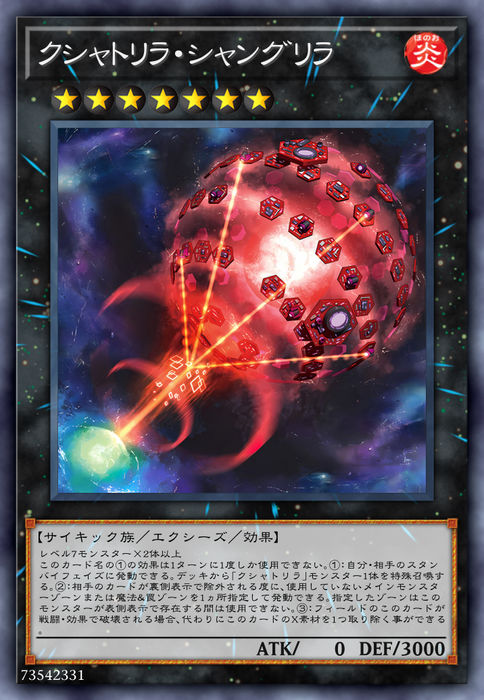 クシャトリラ・シャングリラ
ほのお
炎
【サイキック族／エクシーズ／効果】
レベル7モンスター×2体以上
このカード名の①の効果は1ターンに1度しか使用できない。①：自分・相手のスタン
バイフェイズに発動できる。デッキから「クシャトリラ」モンスター1体を特殊召喚す
る。②：相手のカードが裏側表示で除外される度に、使用していないメインモンスタ
ーゾーンまたは魔法&罠ゾーンを1ヵ所指定して発動できる。指定したゾーンはこの
モンスターが表側表示で存在する間は使用できない。③：フィールドのこのカードが
戦闘・効果で破壊される場合、代わりにこのカードのX素材を1つ取り除く事ができる
。
ATK/ 0 DEF/3000
73542331